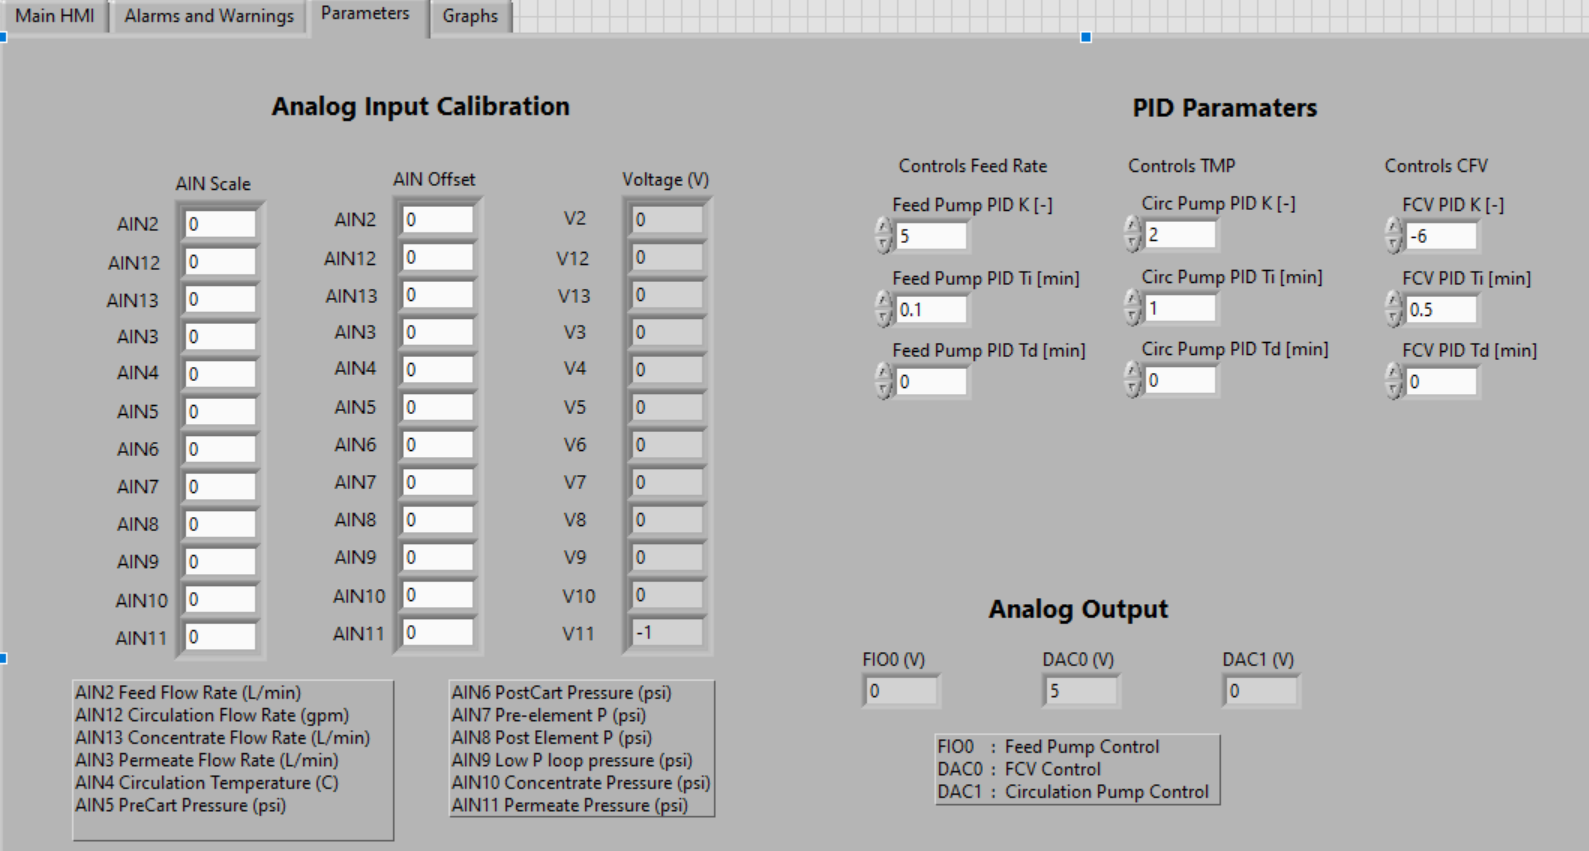 Main HMI Alarms and Warnings Parameters Graphs
Analog Input Calibration
AIN Scale AIN Offset Voltage (V)
AIN2 0 AIN2 0 V2 0
AIN12 0 AIN12 0 V12 0
AIN13 0 AIN13 0 V13 0
AIN3 0 AIN3 0 V3 0
AIN4 0 AIN4 0 V4 0
AIN5 0 AIN5 0 V5 0
AIN6 0 AIN6 0 V6 0
AIN7 0 AIN7 0 V7 0
AIN8 0 AIN8 0 V8 0
AIN9 0 AIN9 0 V9 0
AIN10 0 AIN10 0 V10 0
AIN11 0 AIN11 0 V11 -1
AIN2 Feed Flow Rate (L/min)
AIN12 Circulation Flow Rate (gpm)
AIN13 Concentrate Flow Rate (L/min)
AIN3 Permeate Flow Rate (L/min)
AIN4 Circulation Temperature (C)
AIN5 PreCart Pressure (psi)
AIN6 PostCart Pressure (psi)
AIN7 Pre-element P (psi)
AIN8 Post Element P (psi)
AIN9 Low P loop pressure (psi)
AIN10 Concentrate Pressure (psi)
AIN11 Permeate Pressure (psi)
PID Paramaters
Controls Feed Rate Controls TMP Controls CFV
Feed Pump PID K [-] Circ Pump PID K [-] FCV PID K [-]
5 2 -6
Feed Pump PID Ti [min] Circ Pump PID Ti [min] FCV PID Ti [min]
0.1 1 0.5
Feed Pump PID Td [min] Circ Pump PID Td [min] FCV PID Td [min]
0 0 0
Analog Output
FIO0 (V) DAC0 (V) DAC1 (V)
0 5 0
FIO0 : Feed Pump Control
DAC0 : FCV Control
DAC1 : Circulation Pump Control